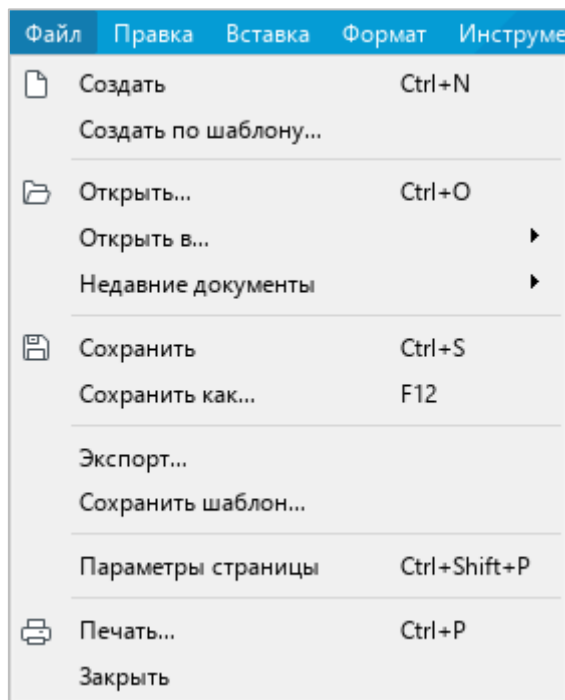 Файл Правка Вставка Формат Инструме
Создать Ctrl+N
Создать по шаблону...
Открыть... Ctrl+O
Открыть в...
Недавние документы
Сохранить Ctrl+S
Сохранить как... F12
Экспорт...
Сохранить шаблон...
Параметры страницы Ctrl+Shift+P
Печать... Ctrl+P
Закрыть